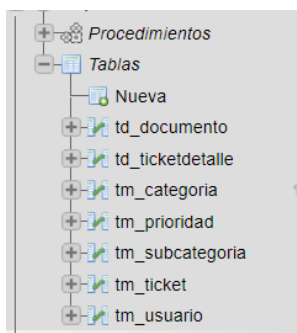 Procedimientos
Tablas
Nueva
td_documento
td_ticketdetalle
tm_categoria
tm_prioridad
tm_subcategoria
tm_ticket
tm_usuario